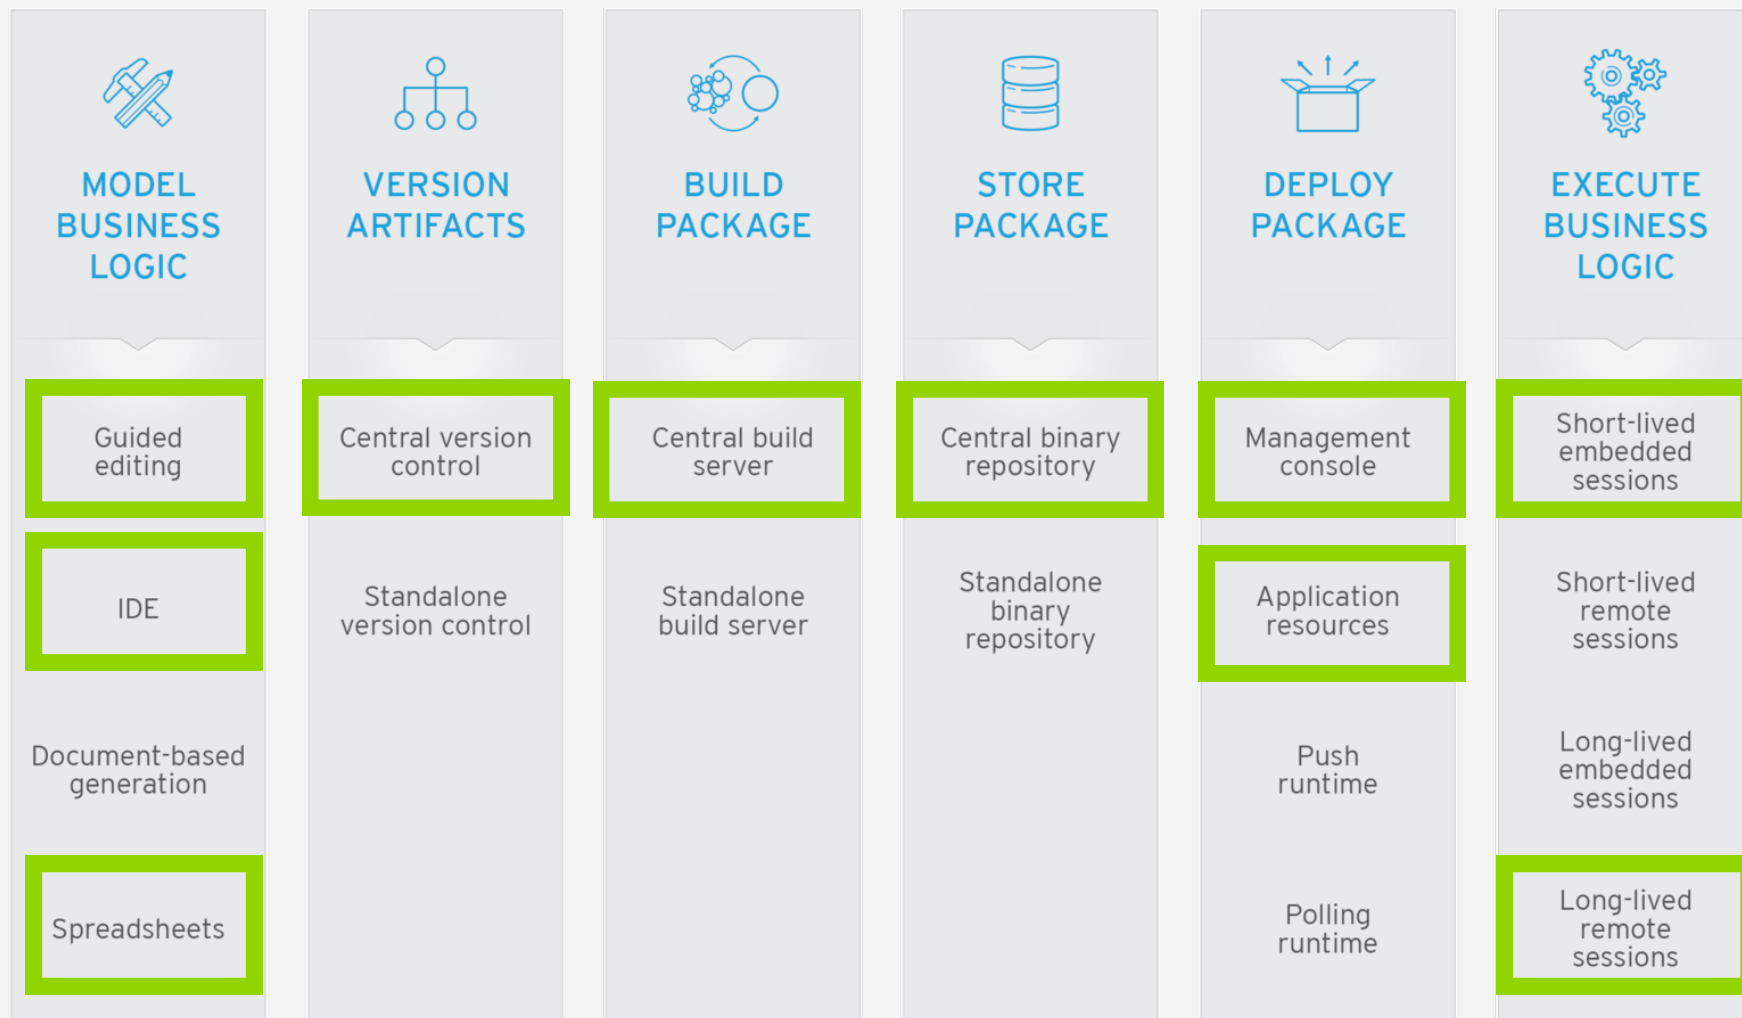 MODEL
BUSINESS
LOGIC
Guided
editing
IDE
Document-based
generation
Spreadsheets
VERSION
ARTIFACTS
Central version
control
Standalone
version control
BUILD
PACKAGE
Central build
server
Standalone
build server
STORE
PACKAGE
Central binary
repository
Standalone
binary
repository
DEPLOY
PACKAGE
Management
console
Application
resources
Push
runtime
Polling
runtime
EXECUTE
BUSINESS
LOGIC
Short-lived
embedded
sessions
Short-lived
remote
sessions
Long-lived
embedded
sessions
Long-lived
remote
sessions